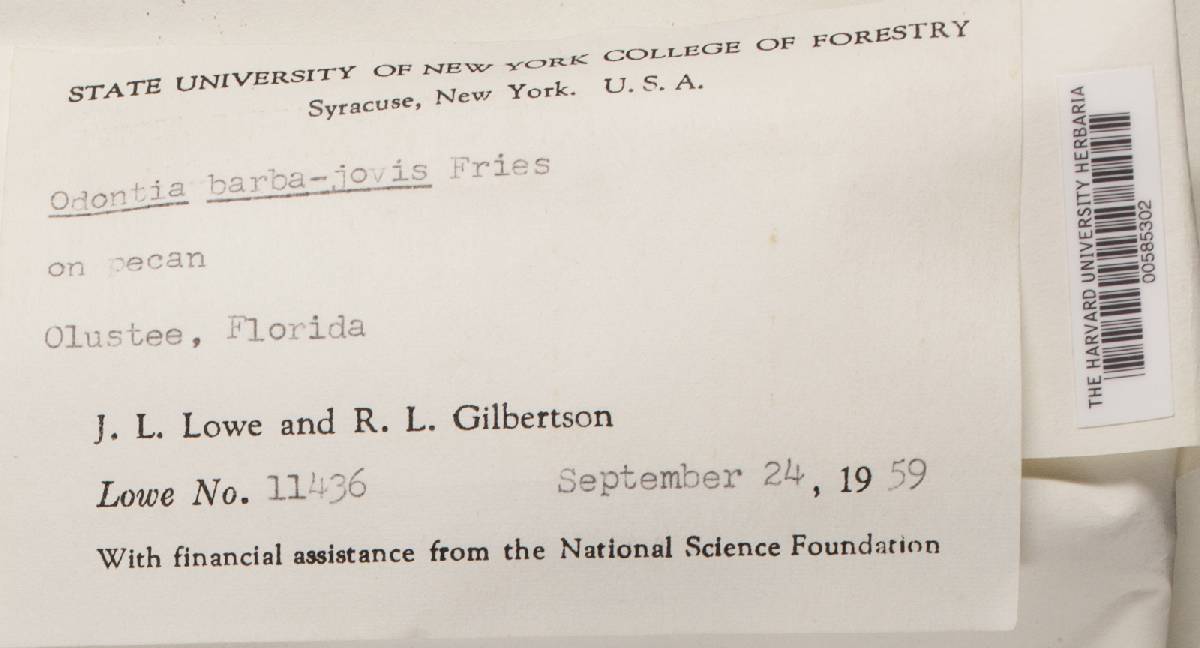 STATE UNIVERSITY OF NEW YORK COLLEGE OF FORESTRY
Syracuse, New York. U. S. A.
Odontia barba-jovis Fries
on pecan
Olustee, Florida
J. L. Lowe and R. L. Gilbertson
Lowe No. 11436 September 24, 19 59
With financial assistance from the National Science Foundation
THE HARVARD UNIVERSITY HERBARIA
00585302